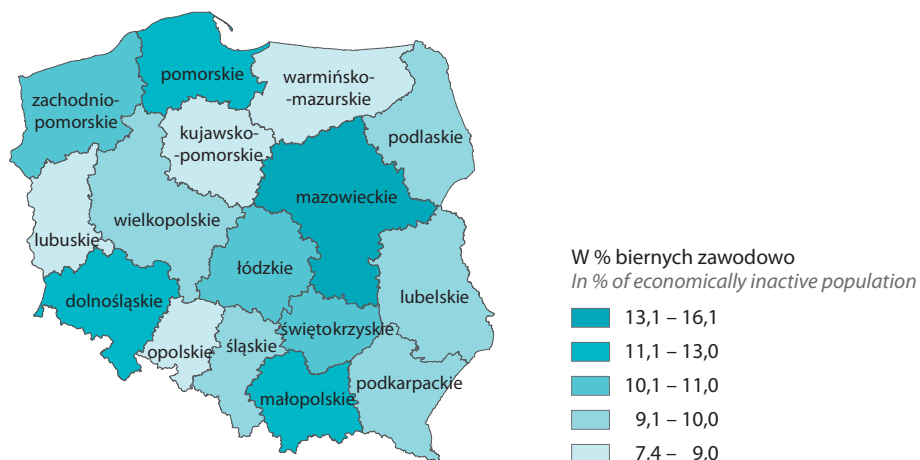 pomorskie
warmińsko-
-mazurskie
zachodnio-
pomorskie
kujawsko-
-pomorskie
podlaskie
mazowieckie
wielkopolskie
lubuskie
łódzkie
W % biernych zawodowo
In % of economically inactive population
dolnośląskie
lubelskie
13,1 – 16,1
świętokrzyskie
opolskie
śląskie
11,1 – 13,0
podkarpackie
10,1 – 11,0
małopolskie
9,1 – 10,0
7,4 – 9,0